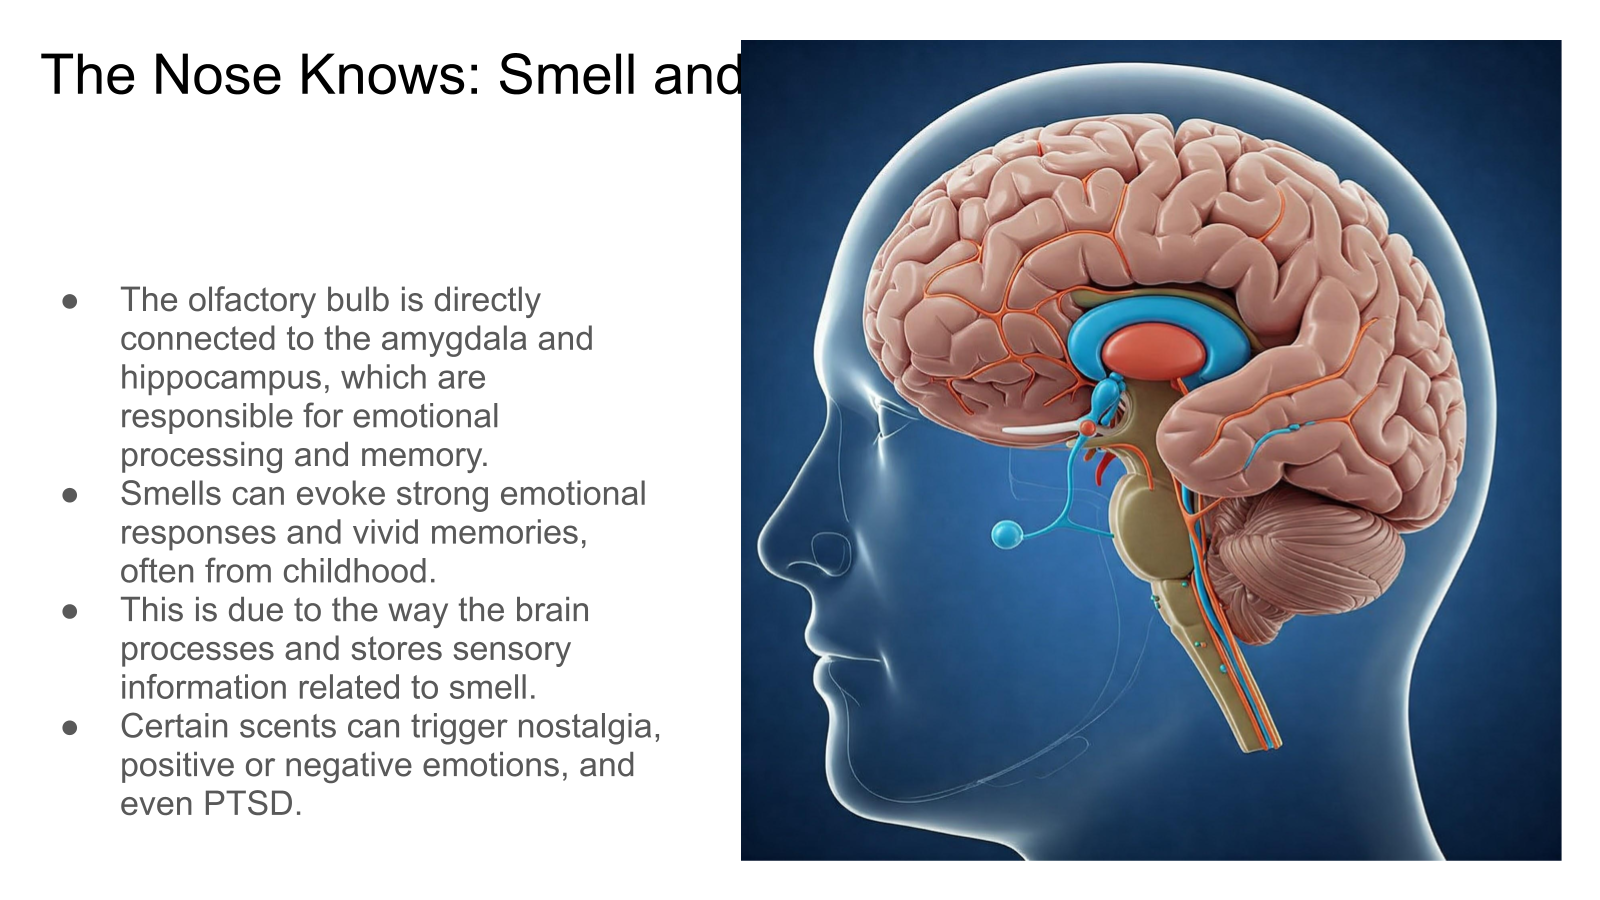 The Nose Knows: Smell and
● The olfactory bulb is directly
connected to the amygdala and
hippocampus, which are
responsible for emotional
processing and memory.
● Smells can evoke strong emotional
responses and vivid memories,
often from childhood.
● This is due to the way the brain
processes and stores sensory
information related to smell.
● Certain scents can trigger nostalgia,
positive or negative emotions, and
even PTSD.